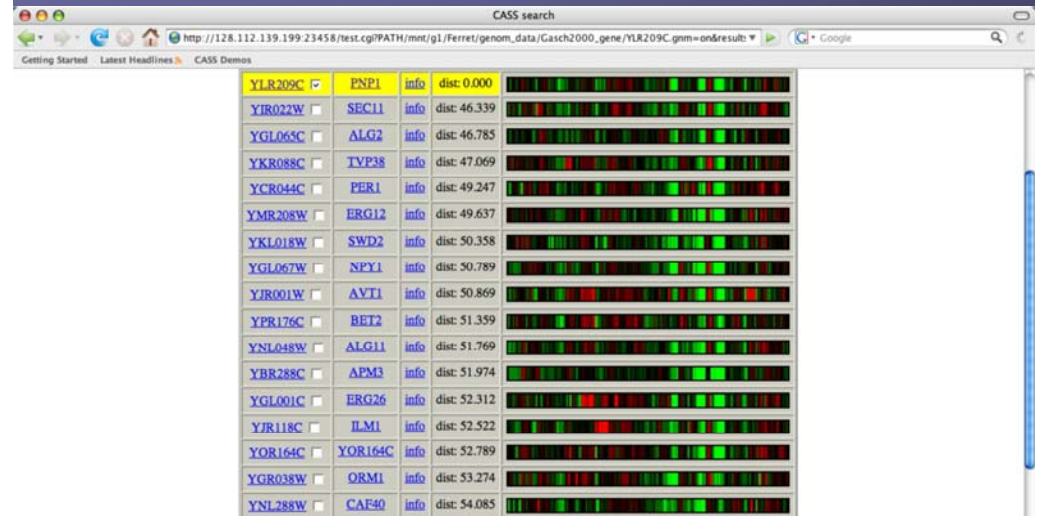 CASS search
http://128.112.139.199:23458/test.cgi?PATH/mnt/g1/Ferret/genom_data/Gasch2000_gene/YLR209C.gnm=on&result: Google
Getting Started Latest Headlines CASS Demos
YLR209C PNP1 info dist: 0.000
YIR022W SEC11 info dist: 46.339
YGL065C ALG2 info dist: 46.785
YKR088C TVP38 info dist: 47.069
YCR044C PER1 info dist: 49.247
YMR208W ERG12 info dist: 49.637
YKL018W SWD2 info dist: 50.358
YGL067W NPY1 info dist: 50.789
YJR001W AVT1 info dist: 50.869
YPR176C BET2 info dist: 51.359
YNL048W ALG11 info dist: 51.769
YBR288C APM3 info dist: 51.974
YGL001C ERG26 info dist: 52.312
YJR118C ILM1 info dist: 52.522
YOR164C YOR164C info dist: 52.789
YGR038W ORM1 info dist: 53.274
YNL288W CAF40 info dist: 54.085